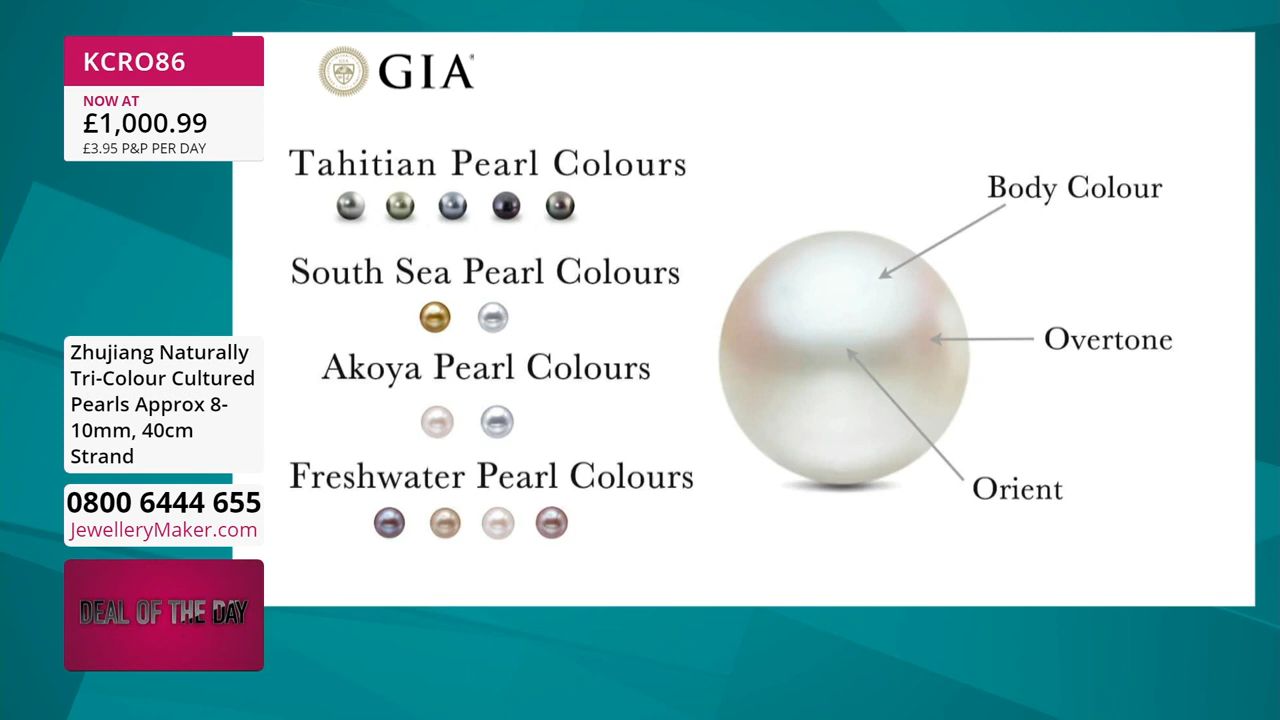 KCRO86
NOW AT
£1,000.99
£3.95 P&P PER DAY
Zhujiang Naturally
Tri-Colour Cultured
Pearls Approx 8-
10mm, 40cm
Strand
0800 6444 655
JewelleryMaker.com
DEAL OF THE DAY
GIA
Tahitian Pearl Colours
South Sea Pearl Colours
Akoya Pearl Colours
Freshwater Pearl Colours
Body Colour
Overtone
Orient